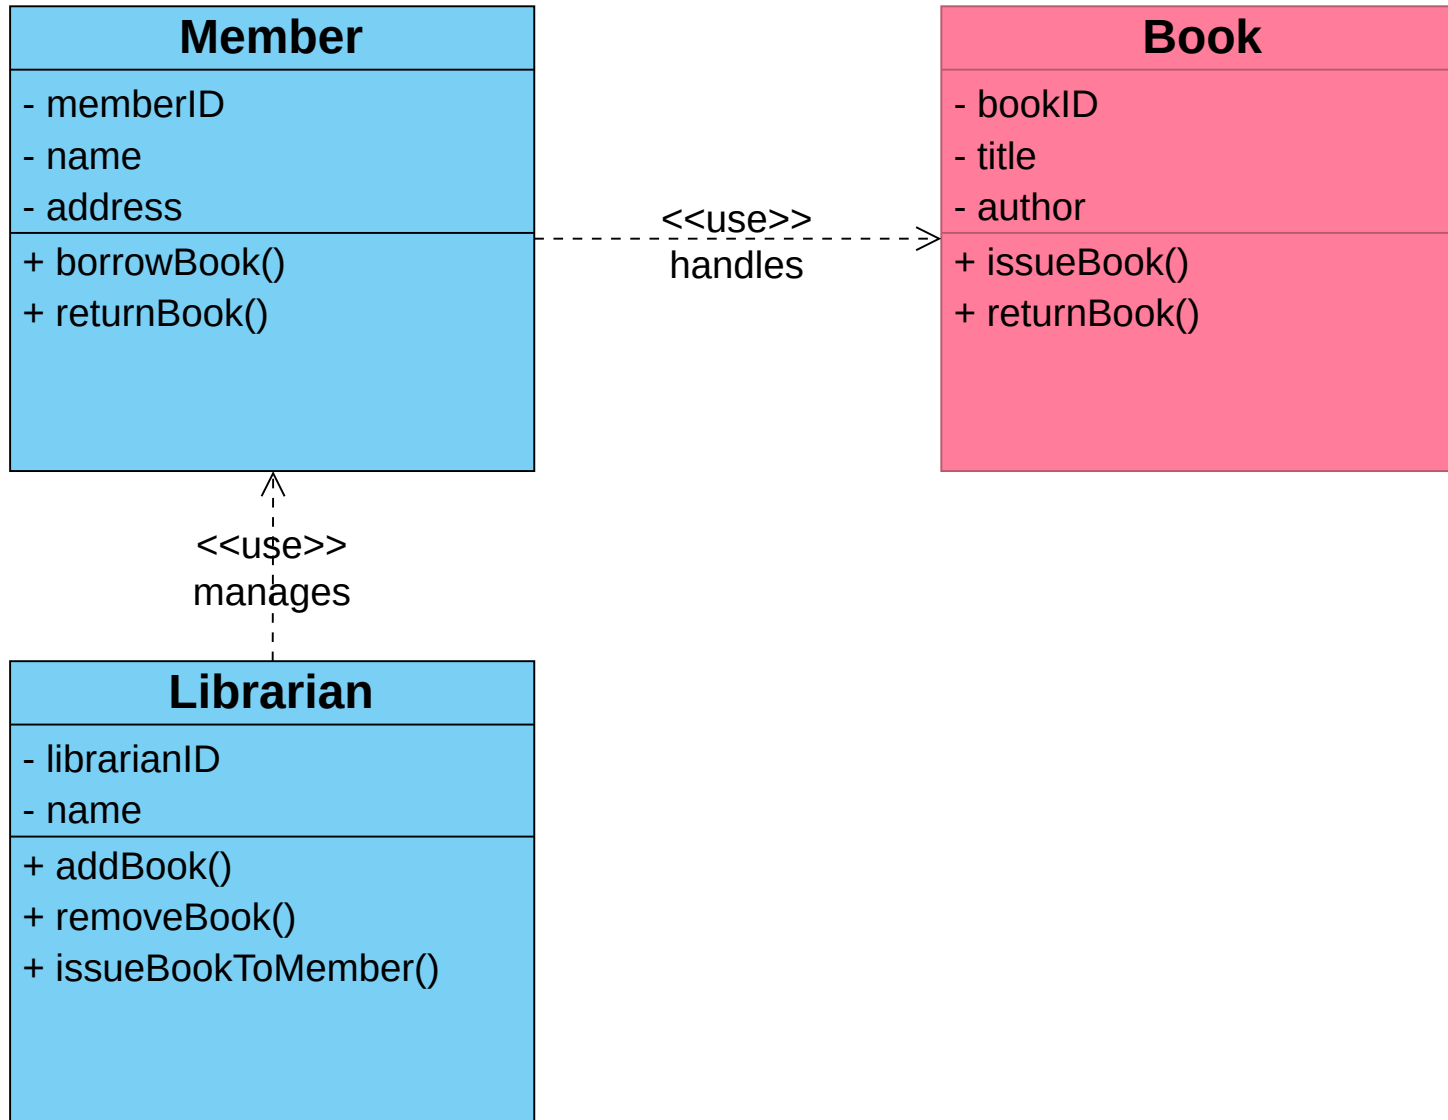 Member
- memberID
- name
- address
+ borrowBook()
+ returnBook()
<<use>>
handles
Book
- bookID
- title
- author
+ issueBook()
+ returnBook()
<<use>>
manages
Librarian
- librarianID
- name
+ addBook()
+ removeBook()
+ issueBookToMember()